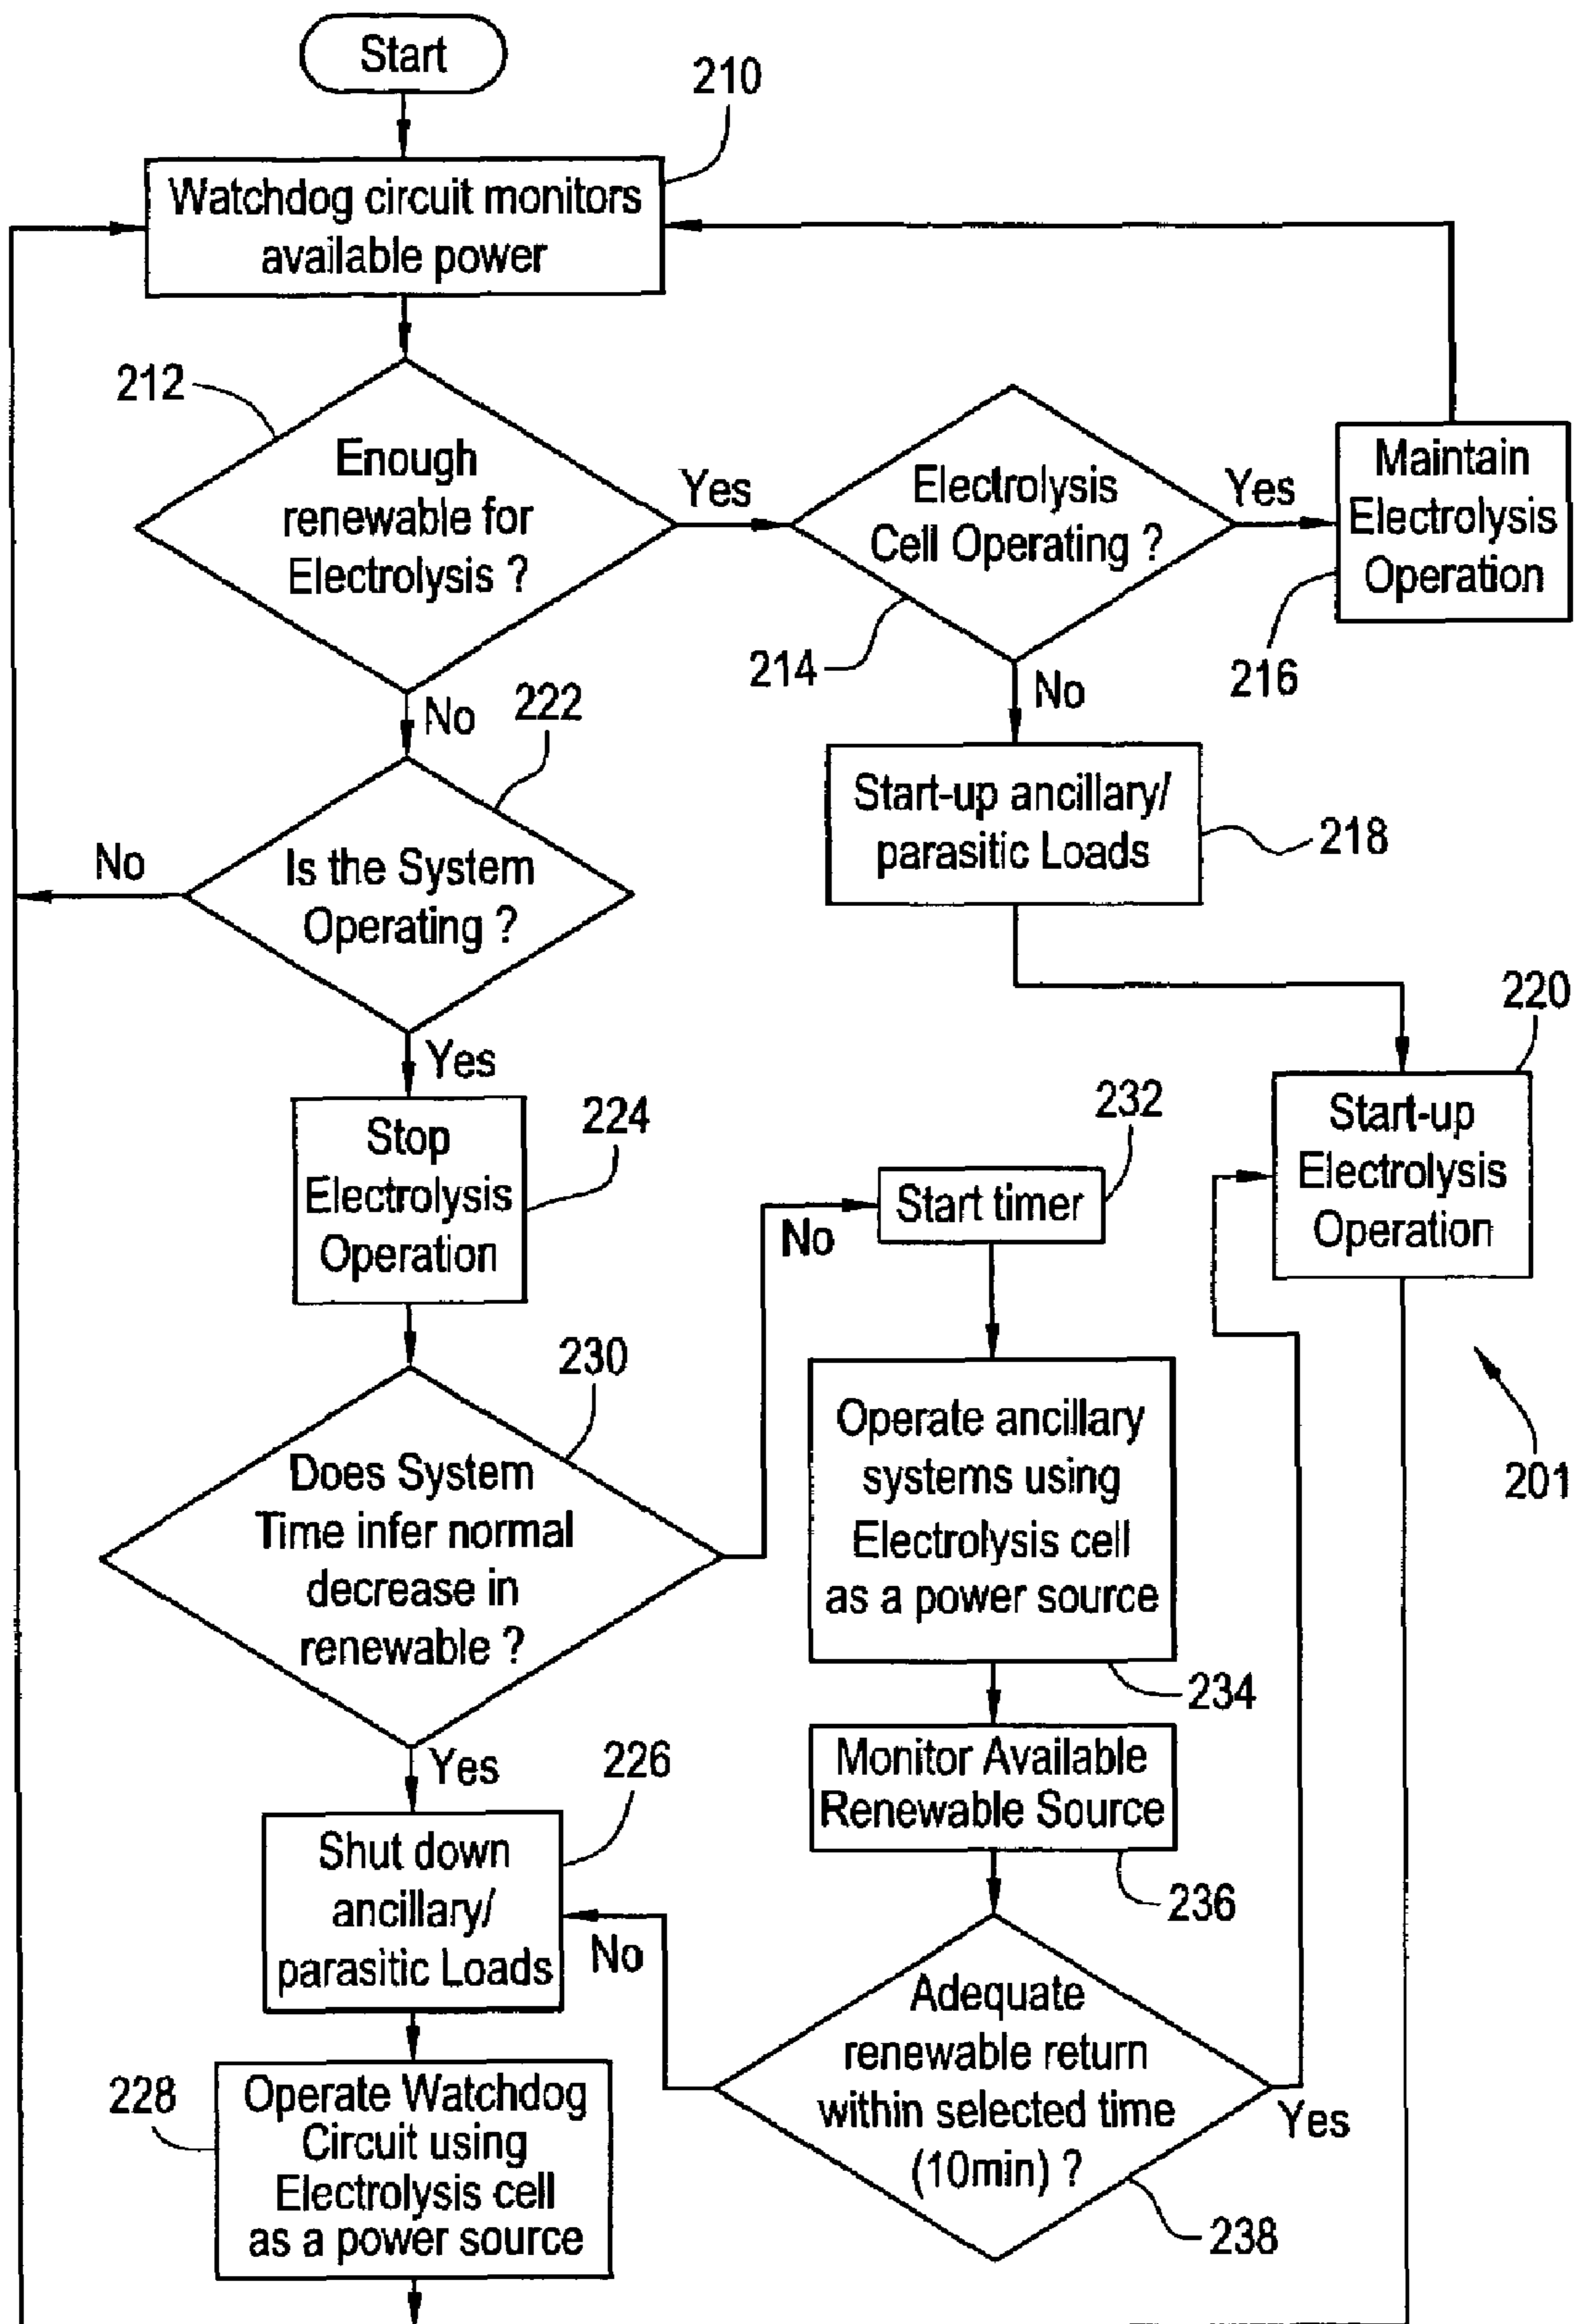 Start
210
Watchdog circuit monitors
available power
212
Enough
renewable for
Electrolysis ?
Yes
Electrolysis
Cell Operating ?
Yes
Maintain
Electrolysis
Operation
214
216
No
222
No
Start-up ancillary/
parasitic Loads
218
No
Is the System
Operating ?
220
Yes
Start-up
Electrolysis
Operation
Stop
Electrolysis
Operation
224
232
Start timer
No
230
Does System
Time infer normal
decrease in
renewable ?
Operate ancillary
systems using
Electrolysis cell
as a power source
201
234
Yes
226
Monitor Available
Renewable Source
236
Shut down
ancillary/
parasitic Loads
No
Adequate
renewable return
within selected time
(10min) ?
Yes
228
Operate Watchdog
Circuit using
Electrolysis cell
as a power source
238